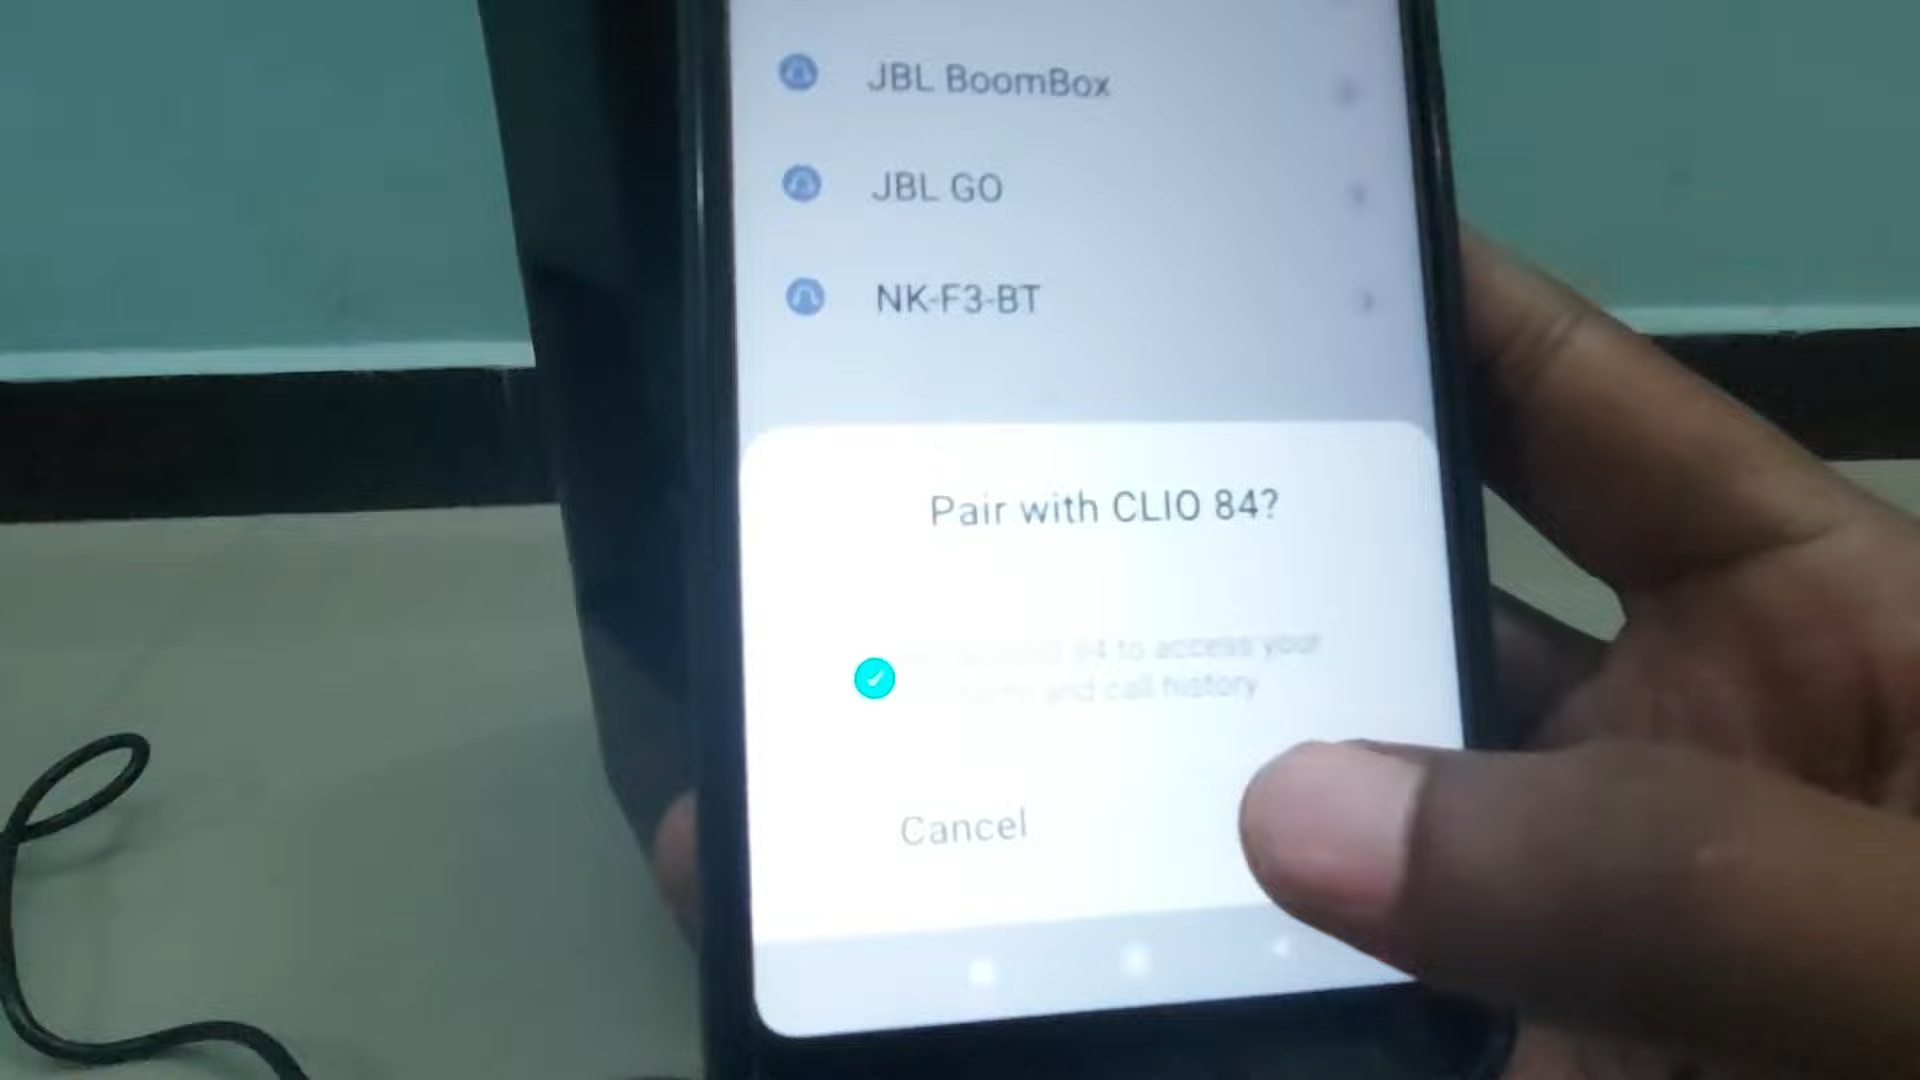 JBL BoomBox
JBL GO
NK-F3-BT
Pair with CLIO 84?
84 to access your
and call history
Cancel